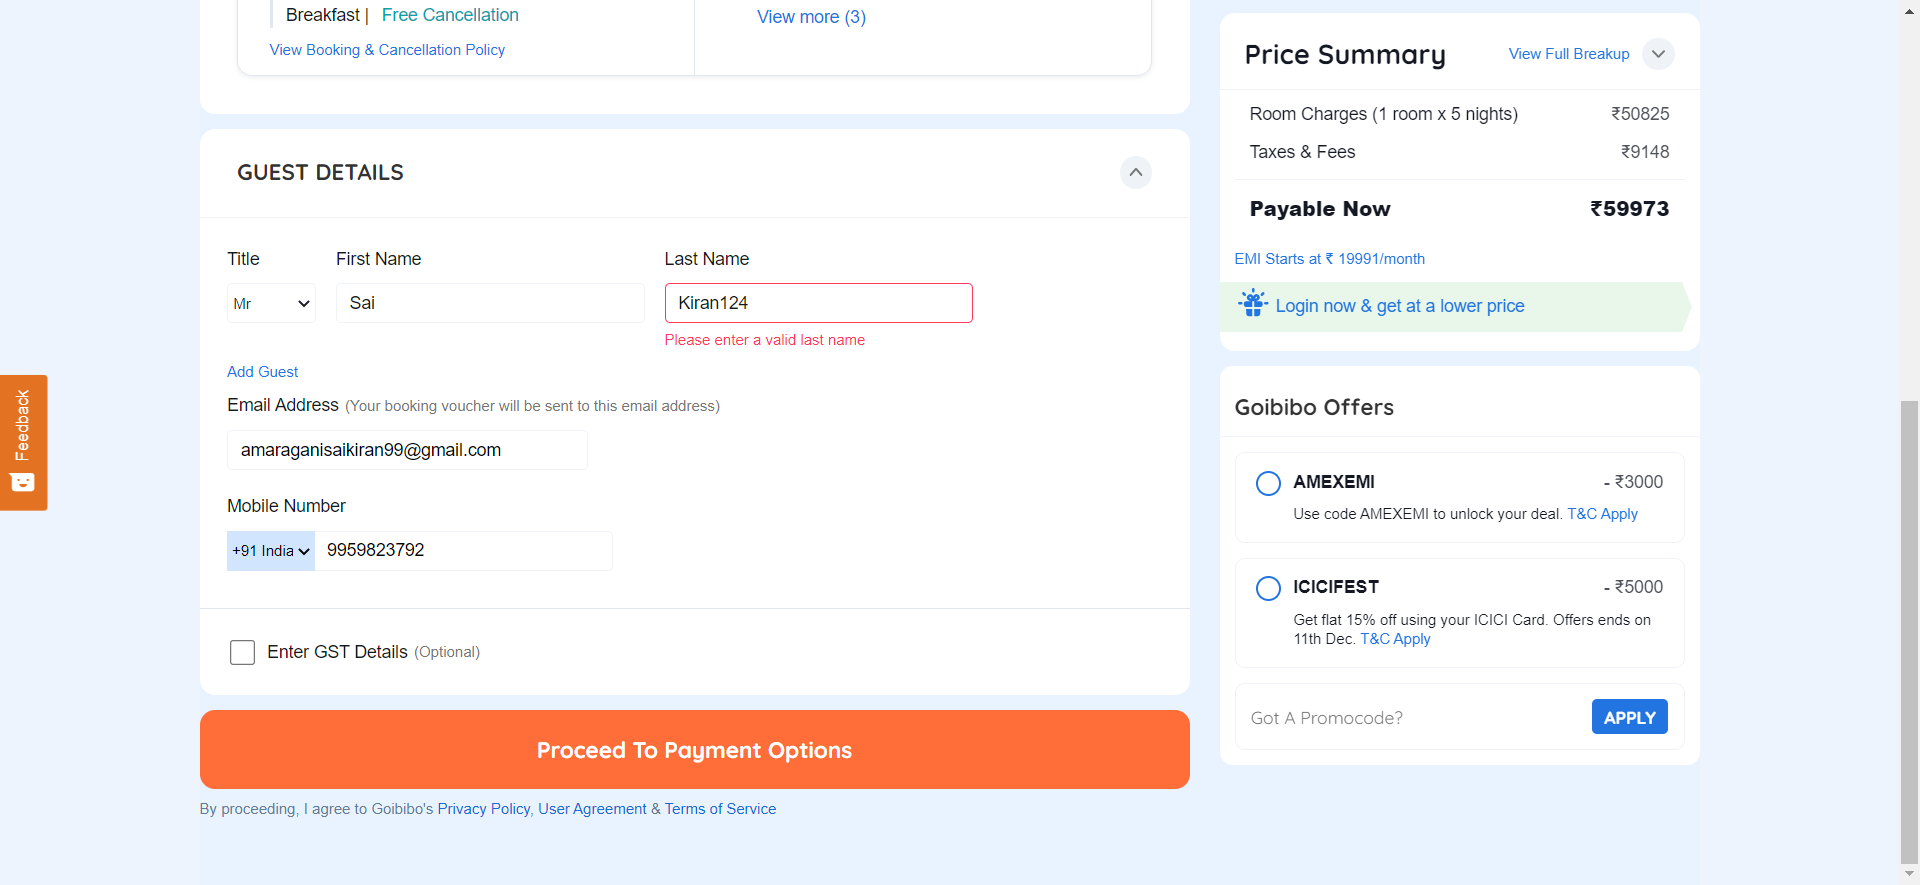 Breakfast | Free Cancellation
View Booking & Cancellation Policy
View more (3)
GUEST DETAILS
Title
First Name
Last Name
Mr
Sai
Kiran124
Please enter a valid last name
Add Guest
Email Address (Your booking voucher will be sent to this email address)
amaraganisaikiran99@gmail.com
Mobile Number
+91 India
9959823792
Enter GST Details (Optional)
Proceed To Payment Options
By proceeding, I agree to Goibibo's Privacy Policy, User Agreement & Terms of Service
Feedback
Price Summary
View Full Breakup
Room Charges (1 room x 5 nights) ₹50825
Taxes & Fees ₹9148
Payable Now ₹59973
EMI Starts at ₹ 19991/month
Login now & get at a lower price
Goibibo Offers
AMEXEMI - ₹3000
Use code AMEXEMI to unlock your deal. T&C Apply
ICICIFEST - ₹5000
Get flat 15% off using your ICICI Card. Offers ends on
11th Dec. T&C Apply
Got A Promocode?
APPLY